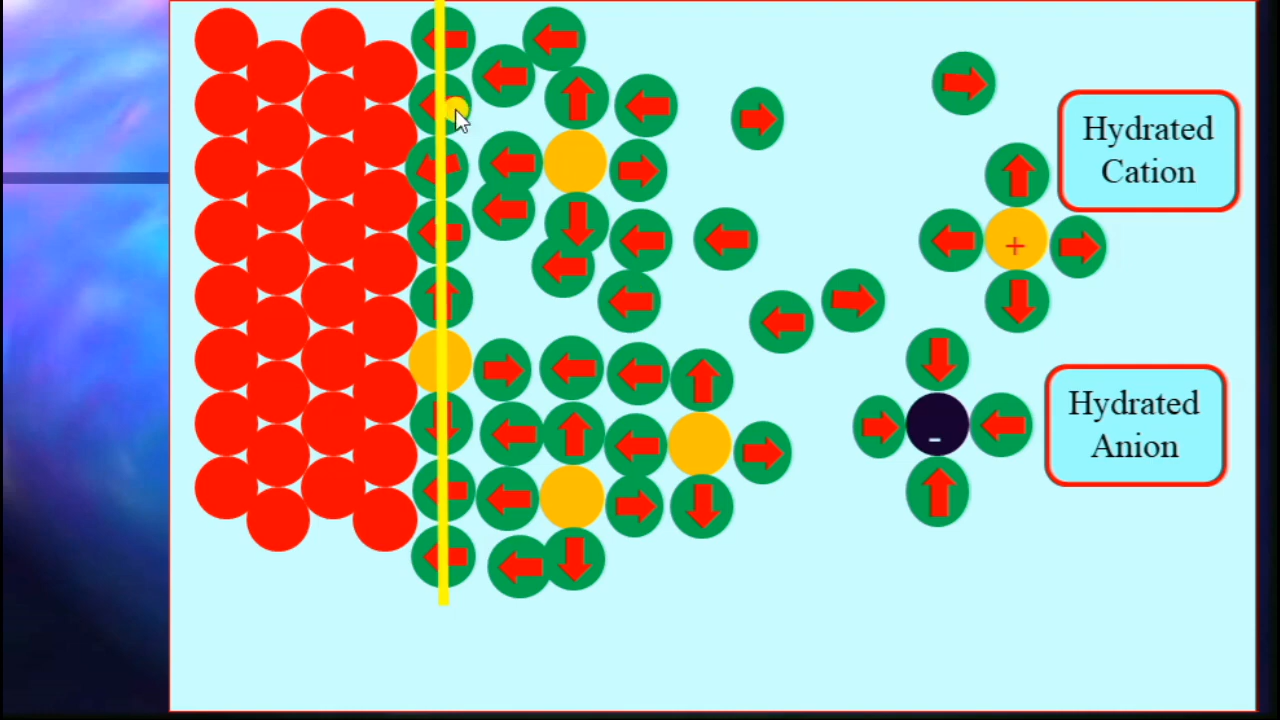 Hydrated
Cation
+
Hydrated
Anion
-